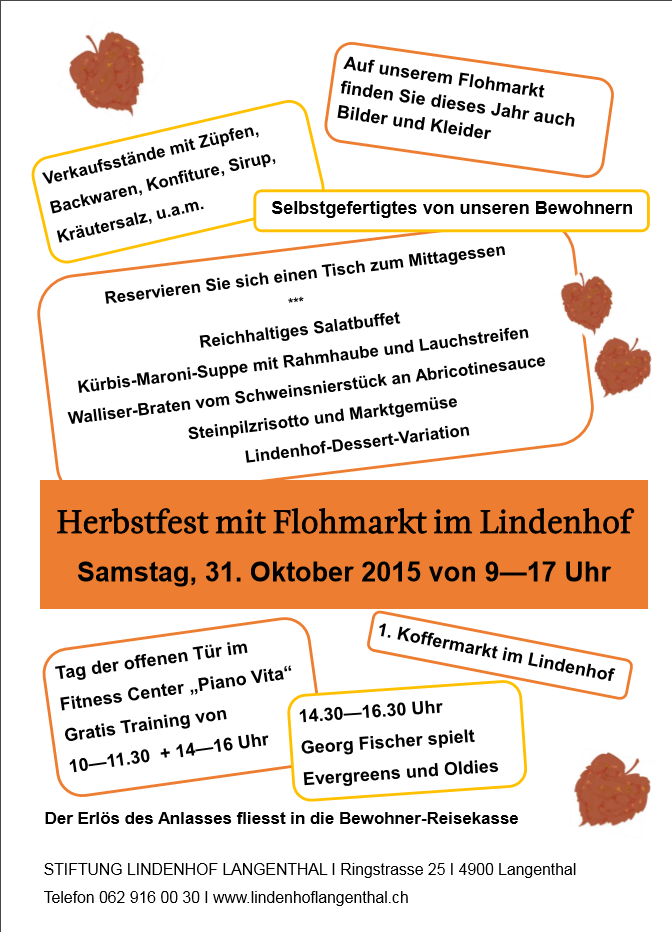 Auf unserem Flohmarkt
finden Sie dieses Jahr auch
Bilder und Kleider
Verkaufsstände mit Züpfen,
Backwaren, Konfiture, Sirup,
Kräutersalz, u.a.m.
Selbstgefertigtes von unseren Bewohnern
Reservieren Sie sich einen Tisch zum Mittagessen
***
Reichhaltiges Salatbuffet
Kürbis-Maroni-Suppe mit Rahmhaube und Lauchstreifen
Walliser-Braten vom Schweinsnierstück an Abricotinesauce
Steinpilzrisotto und Marktgemüse
Lindenhof-Dessert-Variation
Herbstfest mit Flohmarkt im Lindenhof
Samstag, 31. Oktober 2015 von 9—17 Uhr
1. Koffermarkt im Lindenhof
Tag der offenen Tür im
Fitness Center „Piano Vita“
Gratis Training von
10—11.30 + 14—16 Uhr
14.30—16.30 Uhr
Georg Fischer spielt
Evergreens und Oldies
Der Erlös des Anlasses fliesst in die Bewohner-Reisekasse
STIFTUNG LINDENHOF LANGENTHAL I Ringstrasse 25 I 4900 Langenthal
Telefon 062 916 00 30 I www.lindenhoflangenthal.ch